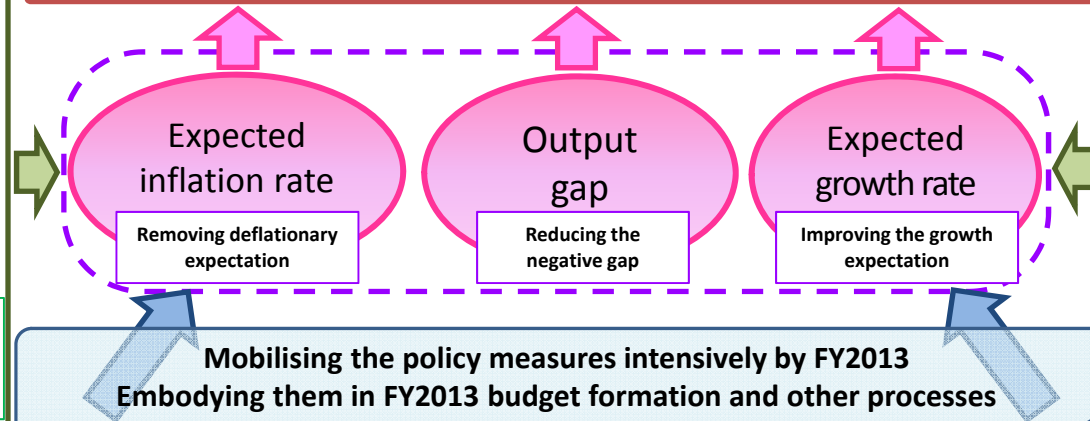 Expected
inflation rate
Removing deflationary
expectation
Output
gap
Reducing the
negative gap
Expected
growth rate
Improving the growth
expectation
Mobilising the policy measures intensively by FY2013
Embodying them in FY2013 budget formation and other processes